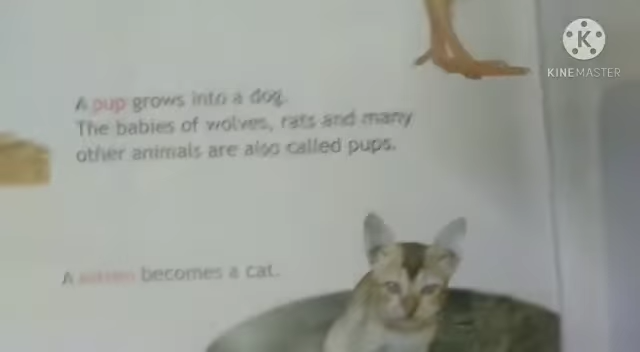 KINEMASTER
A pup grows into a dog.
The babies of wolves, rats and many
other animals are also called pups.
A kitten becomes a cat.